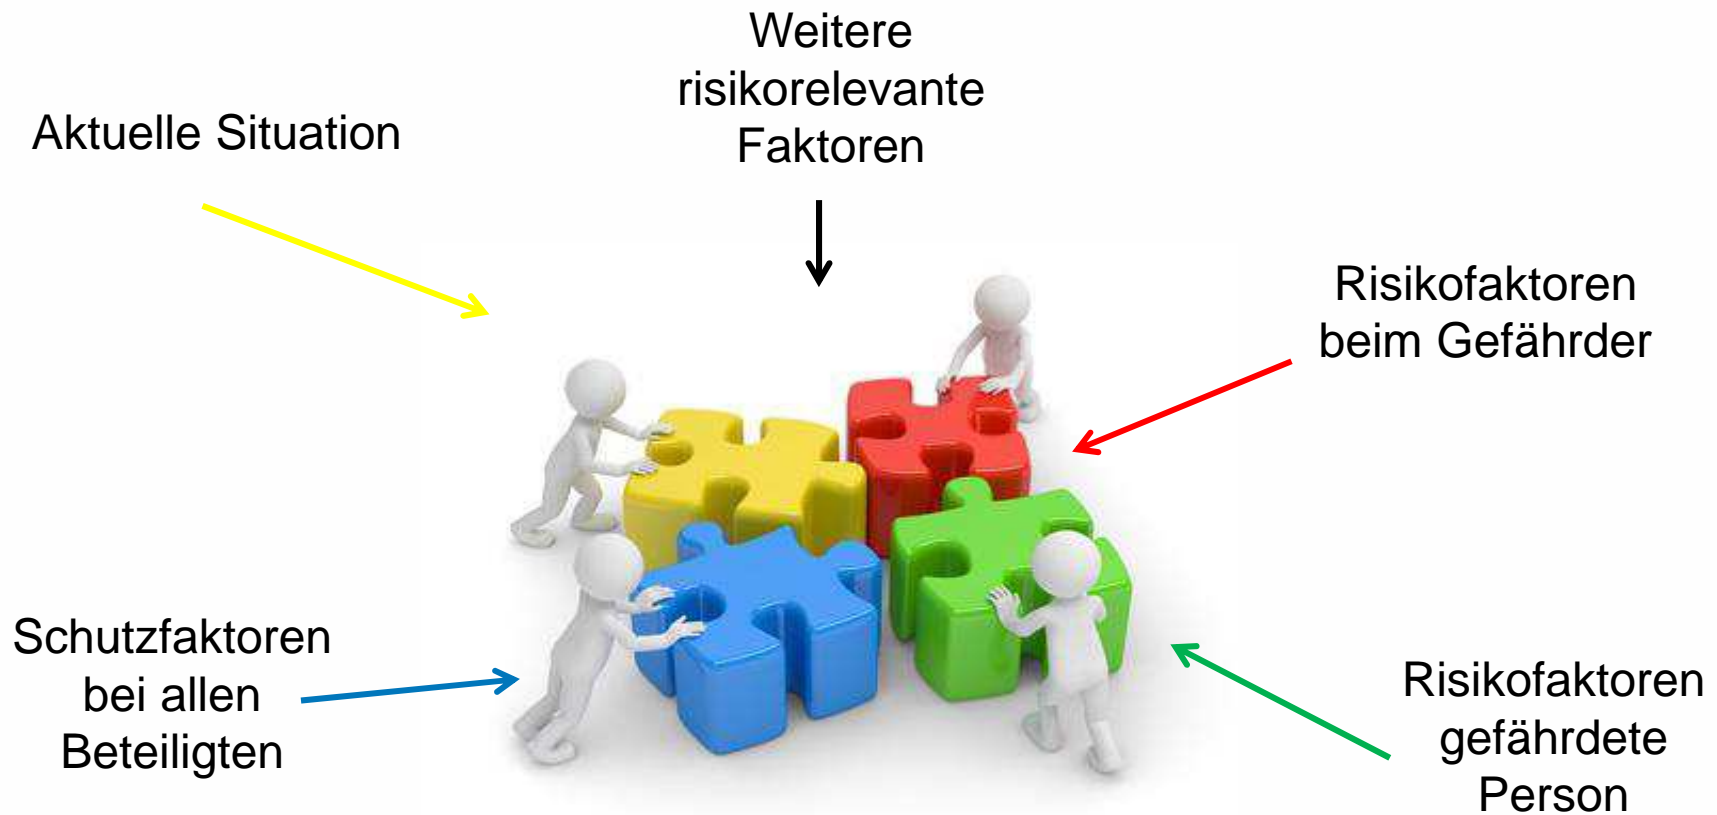 Weitere
risikorelevante
Faktoren
Aktuelle Situation
Risikofaktoren
beim Gefährder
Schutzfaktoren
bei allen
Beteiligten
Risikofaktoren
gefährdete
Person